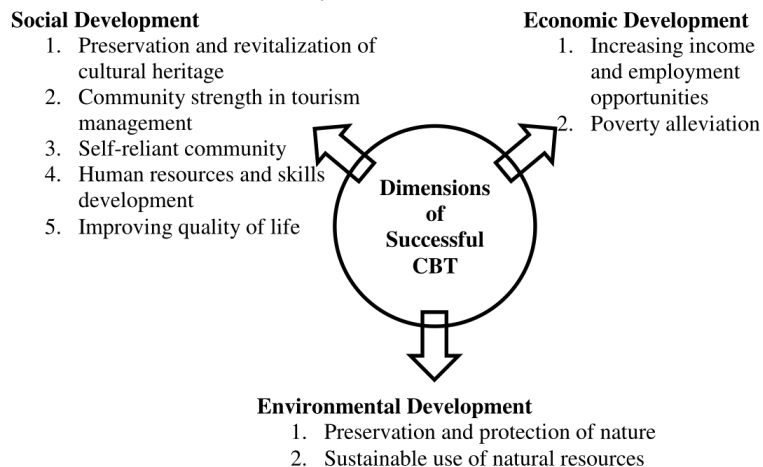 Social Development
1. Preservation and revitalization of
cultural heritage
2. Community strength in tourism
management
3. Self-reliant community
4. Human resources and skills
development
5. Improving quality of life
Economic Development
1. Increasing income
and employment
opportunities
2. Poverty alleviation
Dimensions
of
Successful
CBT
Environmental Development
1. Preservation and protection of nature
2. Sustainable use of natural resources